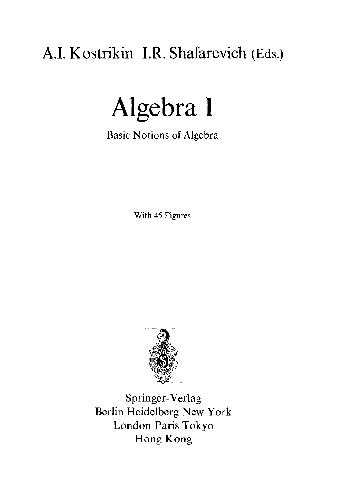 A.I. Kostrikin I.R. Shafarevich (Eds.)
Algebra I
Basic Notions of Algebra
With 45 Figures
Springer-Verlag
Berlin Heidelberg New York
London Paris Tokyo
Hong Kong